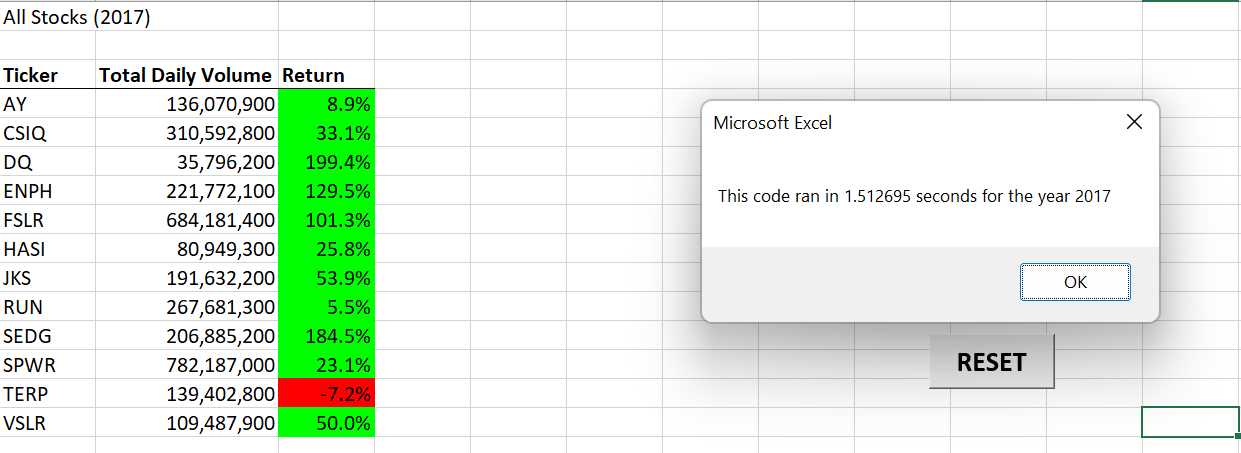 All Stocks (2017)
Ticker Total Daily Volume Return
AY 136,070,900 8.9%
CSIQ 310,592,800 33.1%
DQ 35,796,200 199.4%
ENPH 221,772,100 129.5%
FSLR 684,181,400 101.3%
HASI 80,949,300 25.8%
JKS 191,632,200 53.9%
RUN 267,681,300 5.5%
SEDG 206,885,200 184.5%
SPWR 782,187,000 23.1%
TERP 139,402,800 -7.2%
VSLR 109,487,900 50.0%
Microsoft Excel
This code ran in 1.512695 seconds for the year 2017
OK
RESET